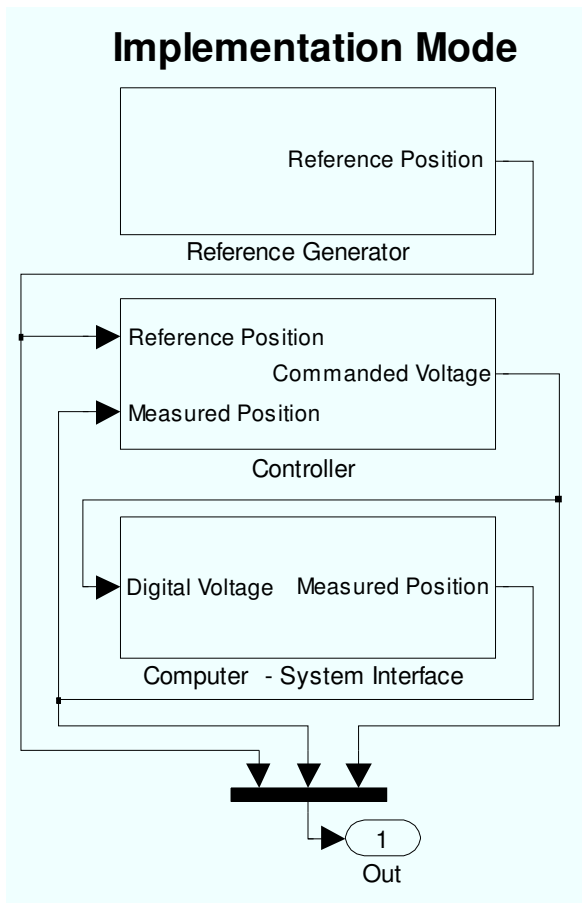 Implementation Mode
Reference Position
Reference Generator
Reference Position
Commanded Voltage
Measured Position
Controller
Digital Voltage
Measured Position
Computer - System Interface
1
Out